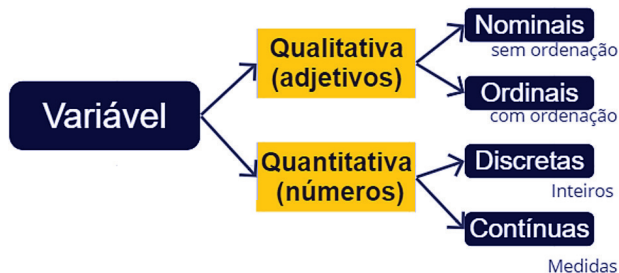 Variável
Qualitativa
(adjetivos)
Nominais
sem ordenação
Ordinais
com ordenação
Quantitativa
(números)
Discretas
Inteiros
Contínuas
Medidas